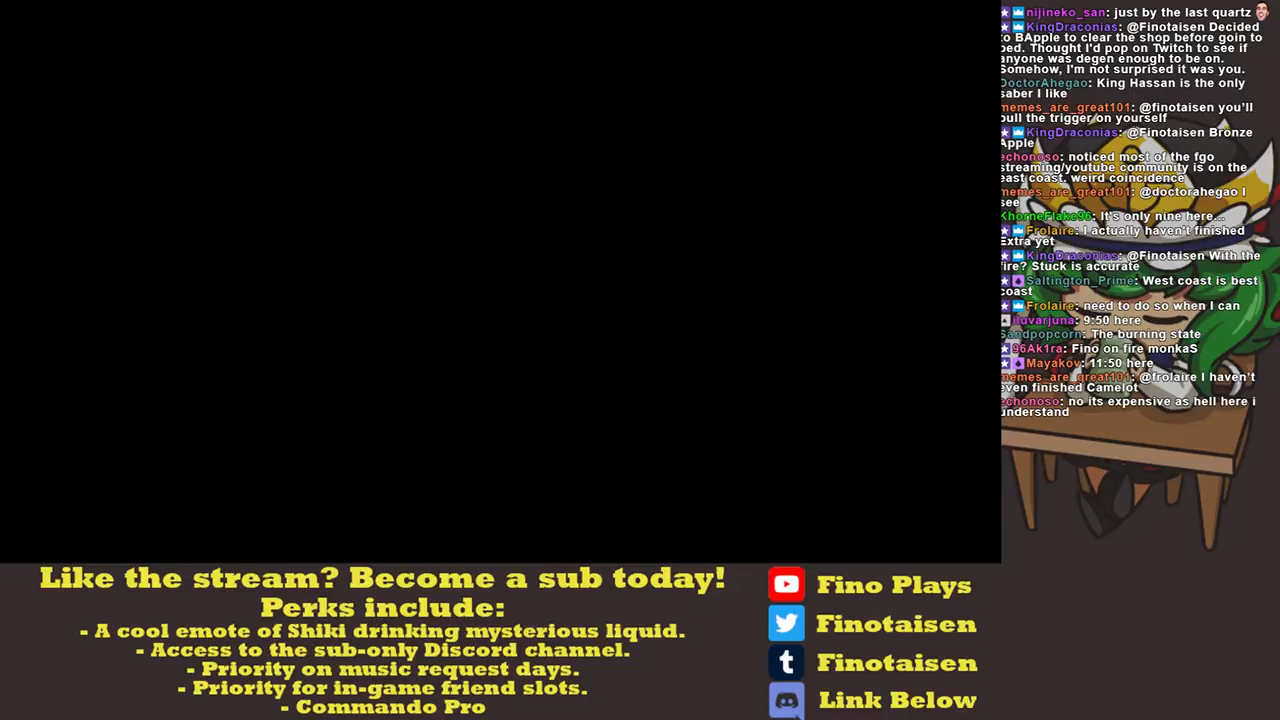 nijineko_san: just by the last quartz
KingDraconias: @Finotaisen Decided
to BApple to clear the shop before goin to
bed. Thought I'd pop on Twitch to see if
anyone was degen enough to be on.
Somehow, I'm not surprised it was you.
DoctorAhegao: King Hassan is the only
saber I like
memes_are_great101: @finotaisen you'll
pull the trigger on yourself
KingDraconias: @Finotaisen Bronze
Apple
echonoso: noticed most of the fgo
streaming/youtube community is on the
east coast. weird coincidence
memes_are_great101: @doctorahegao I
see
KhorneFlake96: It's only nine here...
Frolaire: I actually haven't finished
Extra yet
KingDraconias: @Finotaisen With the
fire? Stuck is accurate
Saltington_Prime: West coast is best
coast
Frolaire: need to do so when I can
iluvarjuna: 9:50 here
Sandpopcorn: The burning state
96Ak1ra: Fino on fire monkaS
Mayakov: 11:50 here
memes_are_great101: @frolaire I haven't
even finished Camelot
echonoso: no its expensive as hell here i
understand
Like the stream? Become a sub today!
Perks include:
- A cool emote of Shiki drinking mysterious liquid.
- Access to the sub-only Discord channel.
- Priority on music request days.
- Priority for in-game friend slots.
- Commando Pro
Fino Plays
Finotaisen
t Finotaisen
Link Below